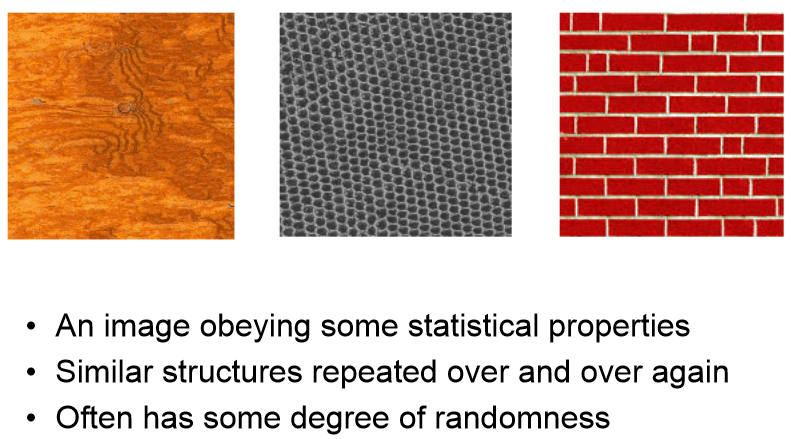 • An image obeying some statistical properties
• Similar structures repeated over and over again
• Often has some degree of randomness